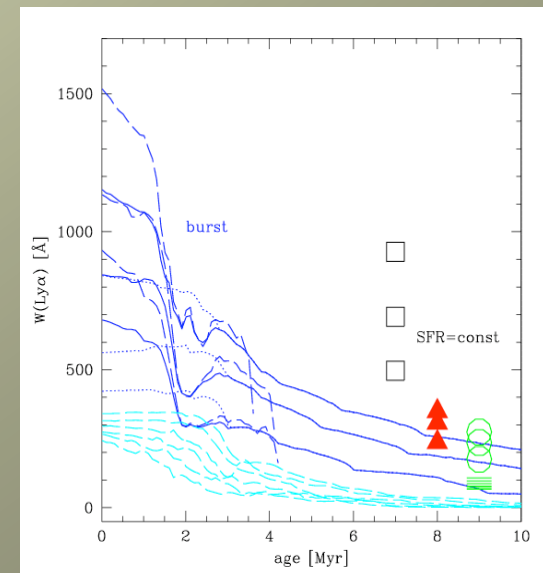 1500
1000
500
0
W(Lyα) [Å]
burst
SFR=const
0 2 4 6 8 10
age [Myr]